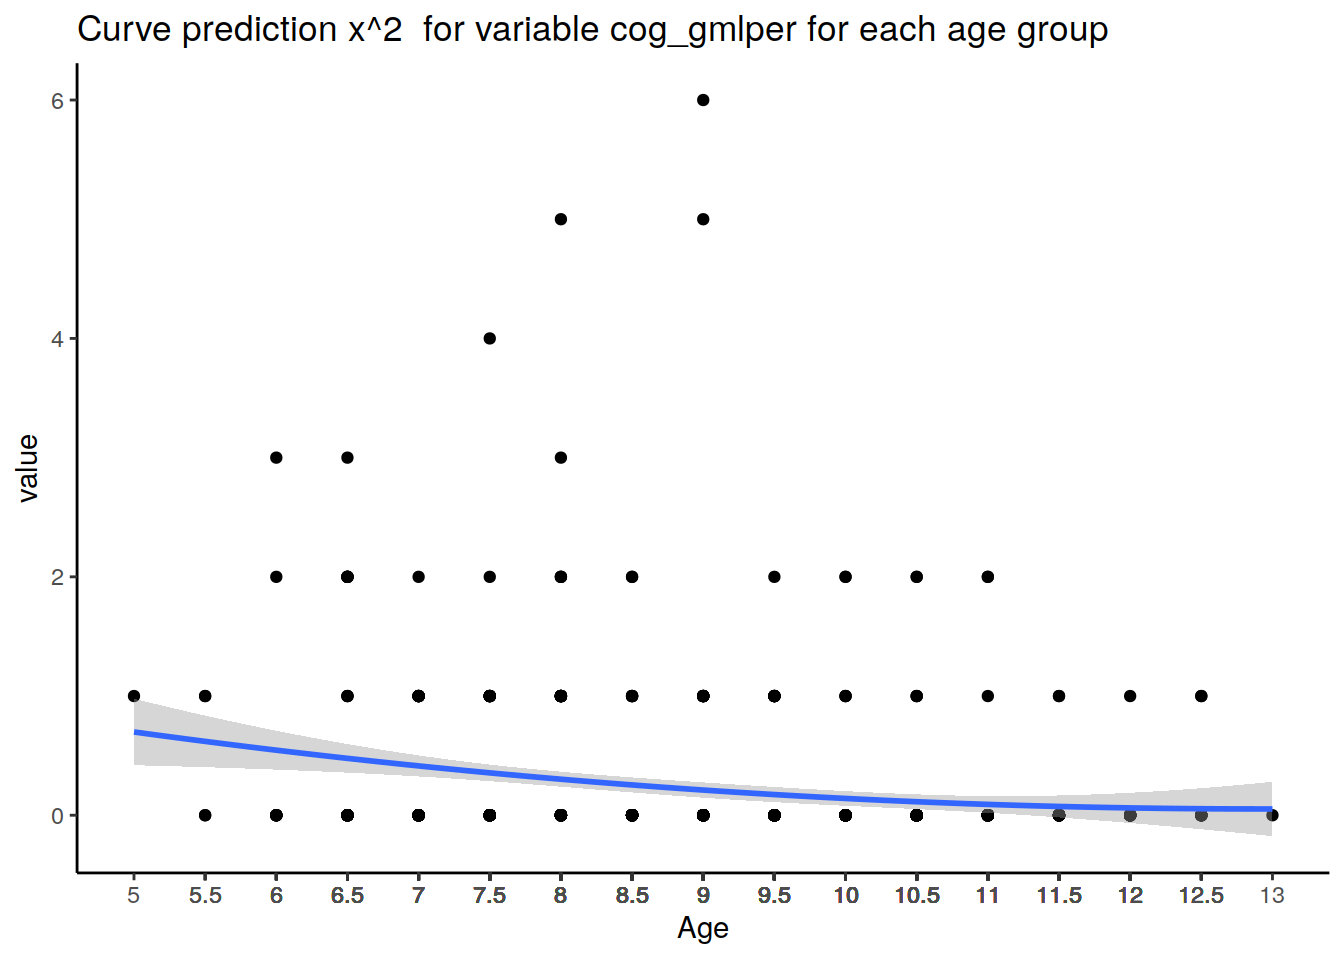 Curve prediction x^2  for variable cog_gmlper for each age group
6
4
2
0
value
5 5.5 6 6.5 7 7.5 8 8.5 9 9.5 10 10.5 11 11.5 12 12.5 13
Age